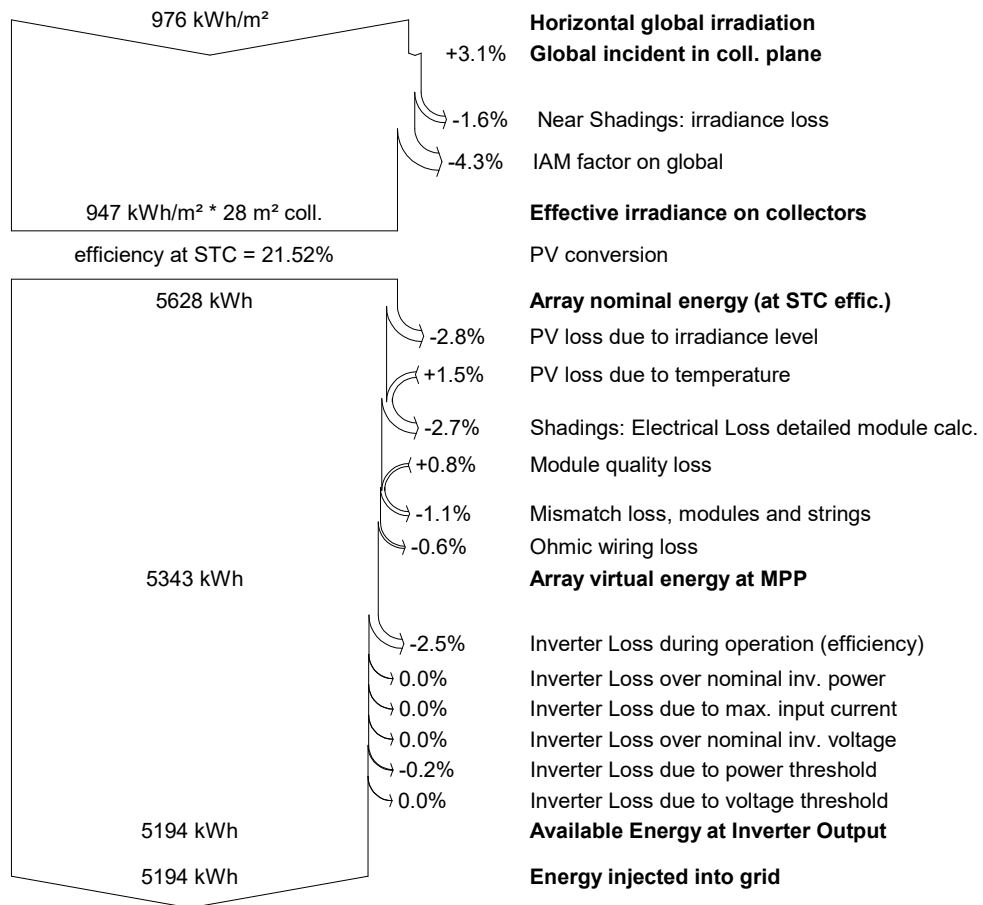 976 kWh/m² Horizontal global irradiation
+3.1% Global incident in coll. plane
-1.6% Near Shadings: irradiance loss
-4.3% IAM factor on global
947 kWh/m² * 28 m² coll. Effective irradiance on collectors
efficiency at STC = 21.52% PV conversion
5628 kWh Array nominal energy (at STC effic.)
-2.8% PV loss due to irradiance level
+1.5% PV loss due to temperature
-2.7% Shadings: Electrical Loss detailed module calc.
+0.8% Module quality loss
-1.1% Mismatch loss, modules and strings
-0.6% Ohmic wiring loss
5343 kWh Array virtual energy at MPP
-2.5% Inverter Loss during operation (efficiency)
0.0% Inverter Loss over nominal inv. power
0.0% Inverter Loss due to max. input current
0.0% Inverter Loss over nominal inv. voltage
-0.2% Inverter Loss due to power threshold
0.0% Inverter Loss due to voltage threshold
5194 kWh Available Energy at Inverter Output
5194 kWh Energy injected into grid